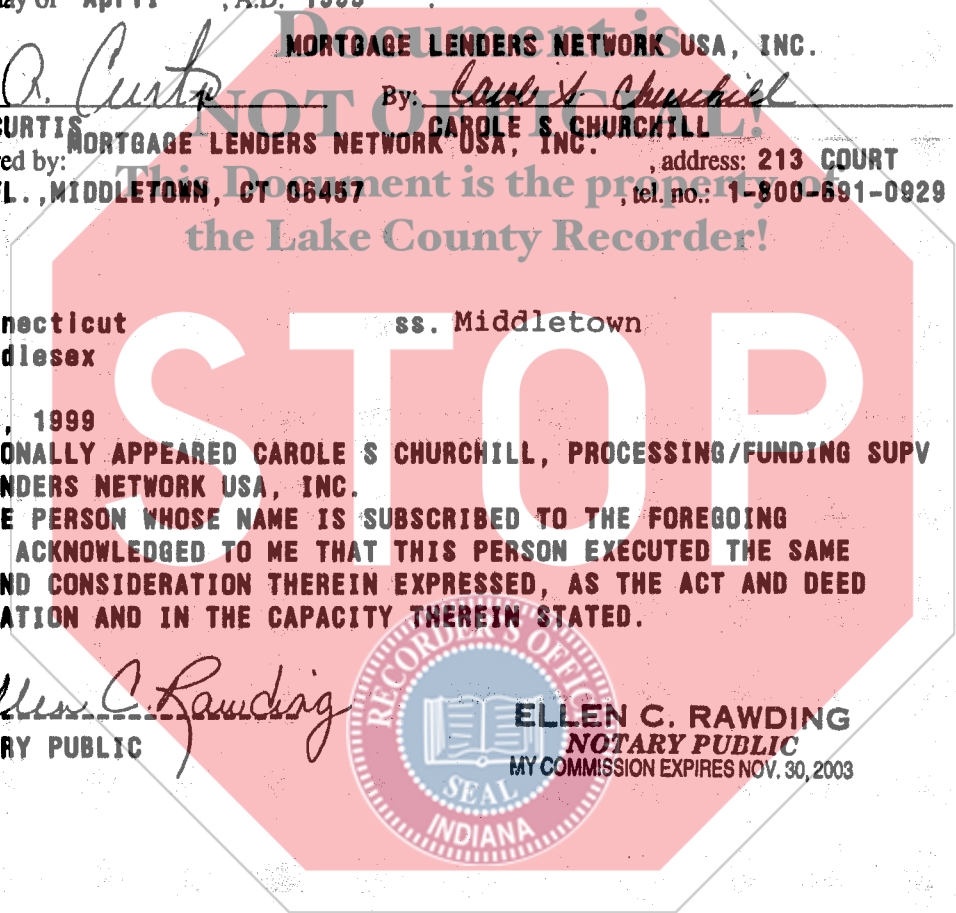 day of April , A.D. 1999 .
Document is
MORTGAGE LENDERS NETWORK USA, INC.
A. Curtis By: Carole S Churchill
NOT OFFICIAL!
CURTIS CAROLE S CHURCHILL
red by: MORTGAGE LENDERS NETWORK USA, INC. , address: 213 COURT
L., MIDDLETOWN, CT 06457 , tel. no.: 1-800-691-0929
This Document is the property of
the Lake County Recorder!
necticut ss. Middletown
dlesex
, 1999
ONALLY APPEARED CAROLE S CHURCHILL, PROCESSING/FUNDING SUPV
NDERS NETWORK USA, INC.
E PERSON WHOSE NAME IS SUBSCRIBED TO THE FOREGOING
ACKNOWLEDGED TO ME THAT THIS PERSON EXECUTED THE SAME
ND CONSIDERATION THEREIN EXPRESSED, AS THE ACT AND DEED
ATION AND IN THE CAPACITY THEREIN STATED.
STOP
llen C. Rawding
RY PUBLIC
ELLEN C. RAWDING
NOTARY PUBLIC
MY COMMISSION EXPIRES NOV. 30, 2003
RECORDER'S OFFICE
SEAL
INDIANA